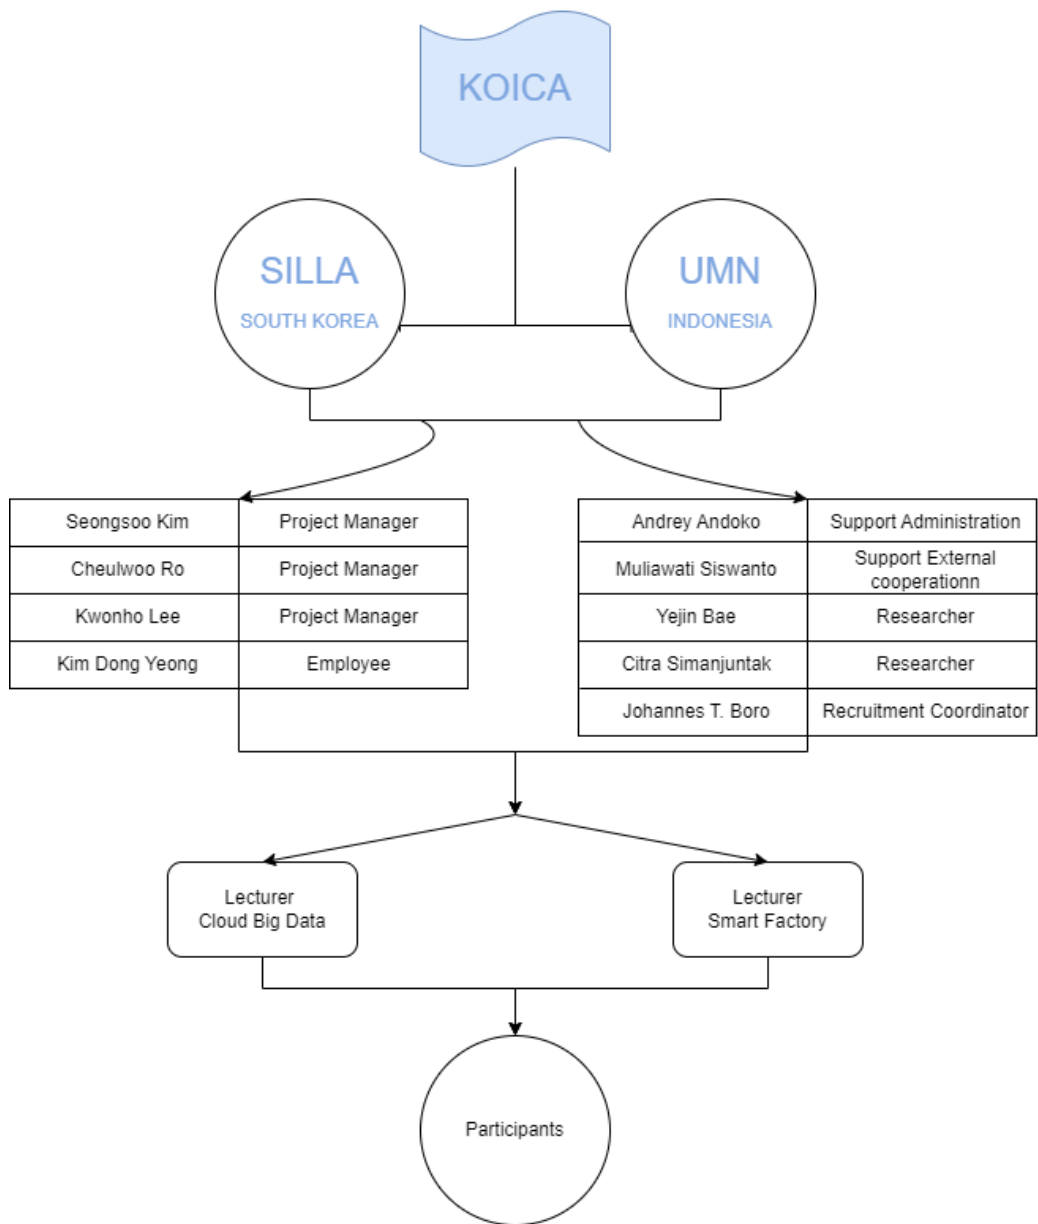 KOICA
SILLA
SOUTH KOREA
UMN
INDONESIA
Seongsoo Kim Project Manager
Cheulwoo Ro Project Manager
Kwonho Lee Project Manager
Kim Dong Yeong Employee
Andrey Andoko Support Administration
Muliawati Siswanto Support External
cooperationn
Yejin Bae Researcher
Citra Simanjuntak Researcher
Johannes T. Boro Recruitment Coordinator
Lecturer
Cloud Big Data
Lecturer
Smart Factory
Participants